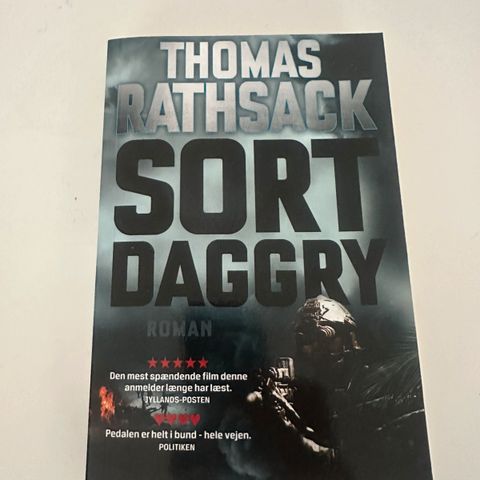 THOMAS
RATHSACK
SORT
DAGGRY
ROMAN
Den mest spændende film denne
anmelder længe har læst.
JYLLANDS-POSTEN
Pedalen er helt i bund - hele vejen.
POLITIKEN